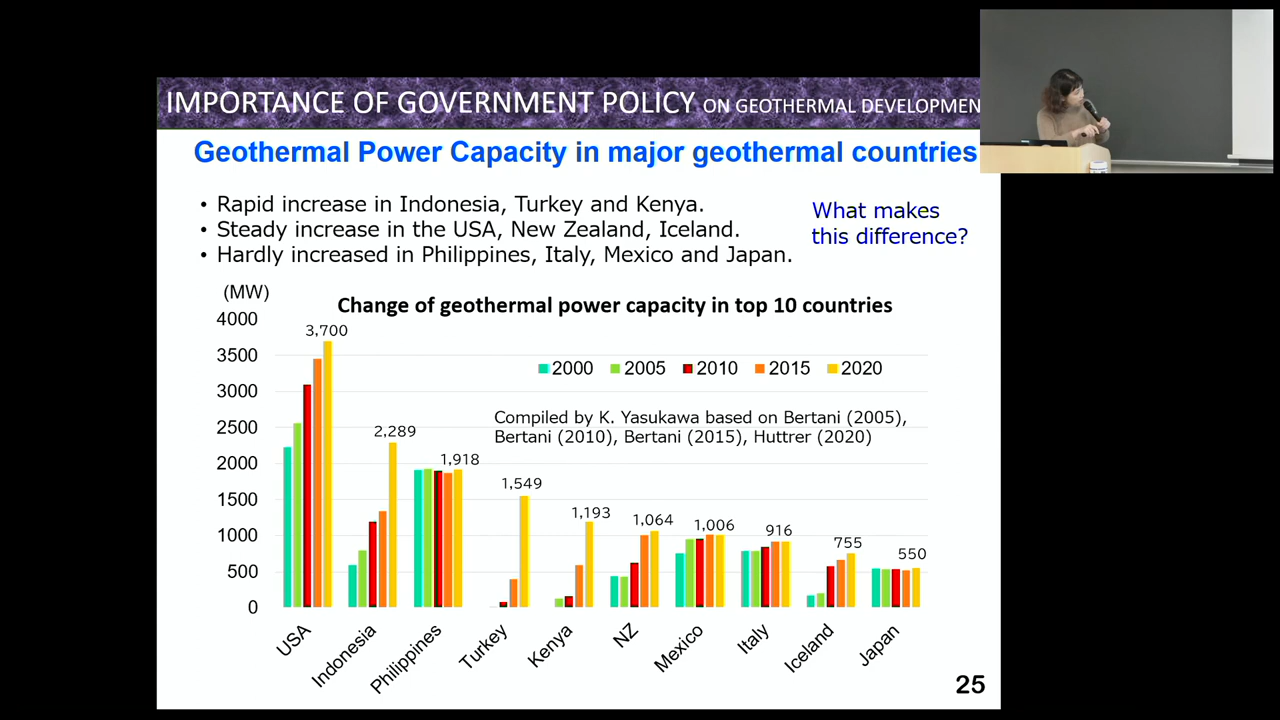 IMPORTANCE OF GOVERNMENT POLICY ON GEOTHERMAL DEVELOPMEN
Geothermal Power Capacity in major geothermal countries
• Rapid increase in Indonesia, Turkey and Kenya.
• Steady increase in the USA, New Zealand, Iceland.
• Hardly increased in Philippines, Italy, Mexico and Japan.
What makes
this difference?
(MW)
Change of geothermal power capacity in top 10 countries
4000
3500
3000
2500
2000
1500
1000
500
0
2000 2005 2010 2015 2020
Compiled by K. Yasukawa based on Bertani (2005),
Bertani (2010), Bertani (2015), Huttrer (2020)
3,700
2,289
1,918
1,549
1,193
1,064
1,006
916
755
550
USA
Indonesia
Philippines
Turkey
Kenya
NZ
Mexico
Italy
Iceland
Japan
25